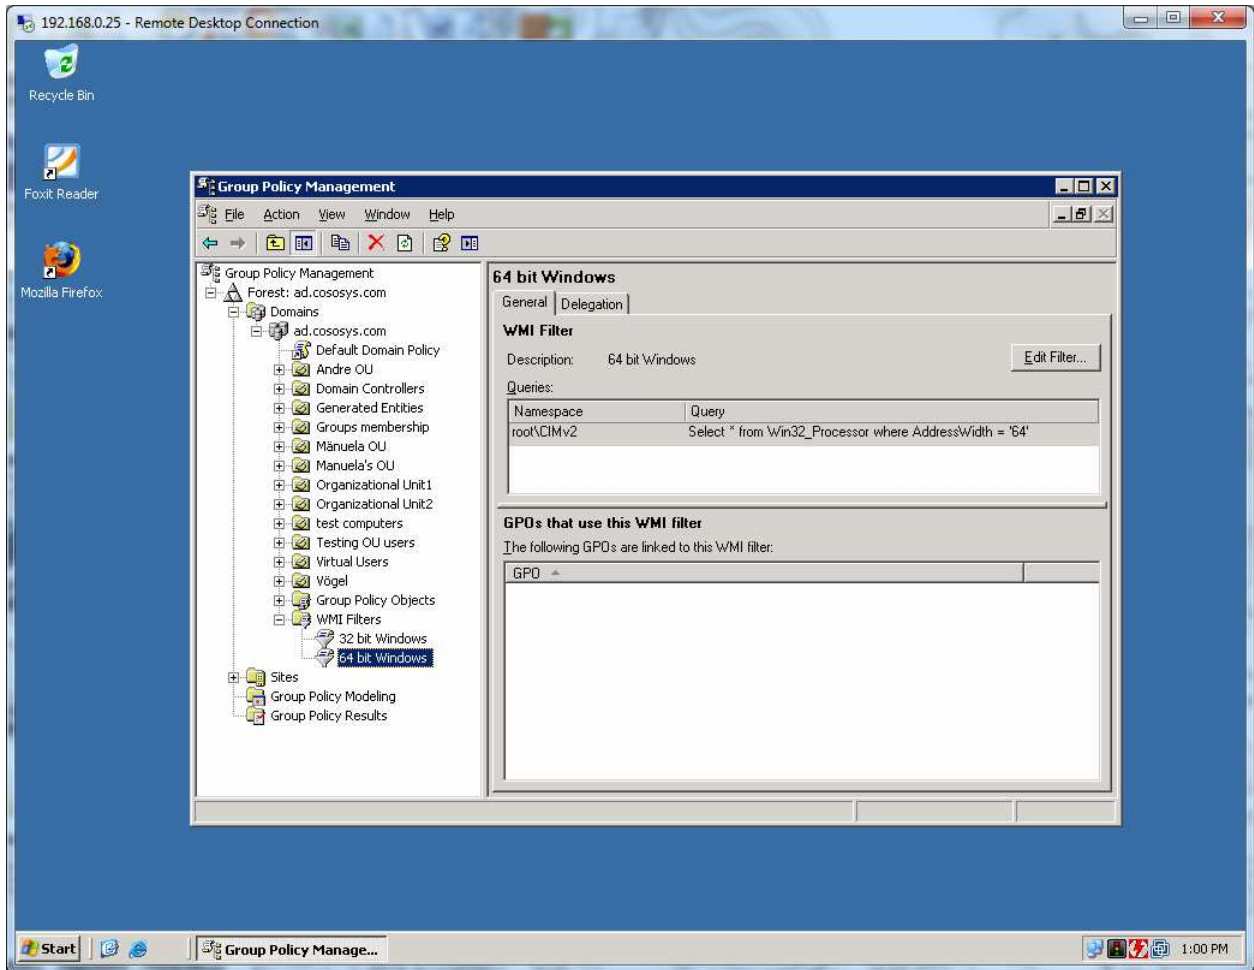 192.168.0.25 - Remote Desktop Connection
Recycle Bin
Foxit Reader
Mozilla Firefox
Group Policy Management
File Action View Window Help
Group Policy Management
Forest: ad.cososys.com
Domains
ad.cososys.com
Default Domain Policy
Andre OU
Domain Controllers
Generated Entities
Groups membership
Mänuela OU
Manuela's OU
Organizational Unit1
Organizational Unit2
test computers
Testing OU users
Virtual Users
Vögel
Group Policy Objects
WMI Filters
32 bit Windows
64 bit Windows
Sites
Group Policy Modeling
Group Policy Results
64 bit Windows
General Delegation
WMI Filter
Description: 64 bit Windows
Edit Filter...
Queries:
Namespace Query
root\CIMv2 Select * from Win32_Processor where AddressWidth = '64'
GPOs that use this WMI filter
The following GPOs are linked to this WMI filter:
GPO
Start
Group Policy Manage...
1:00 PM